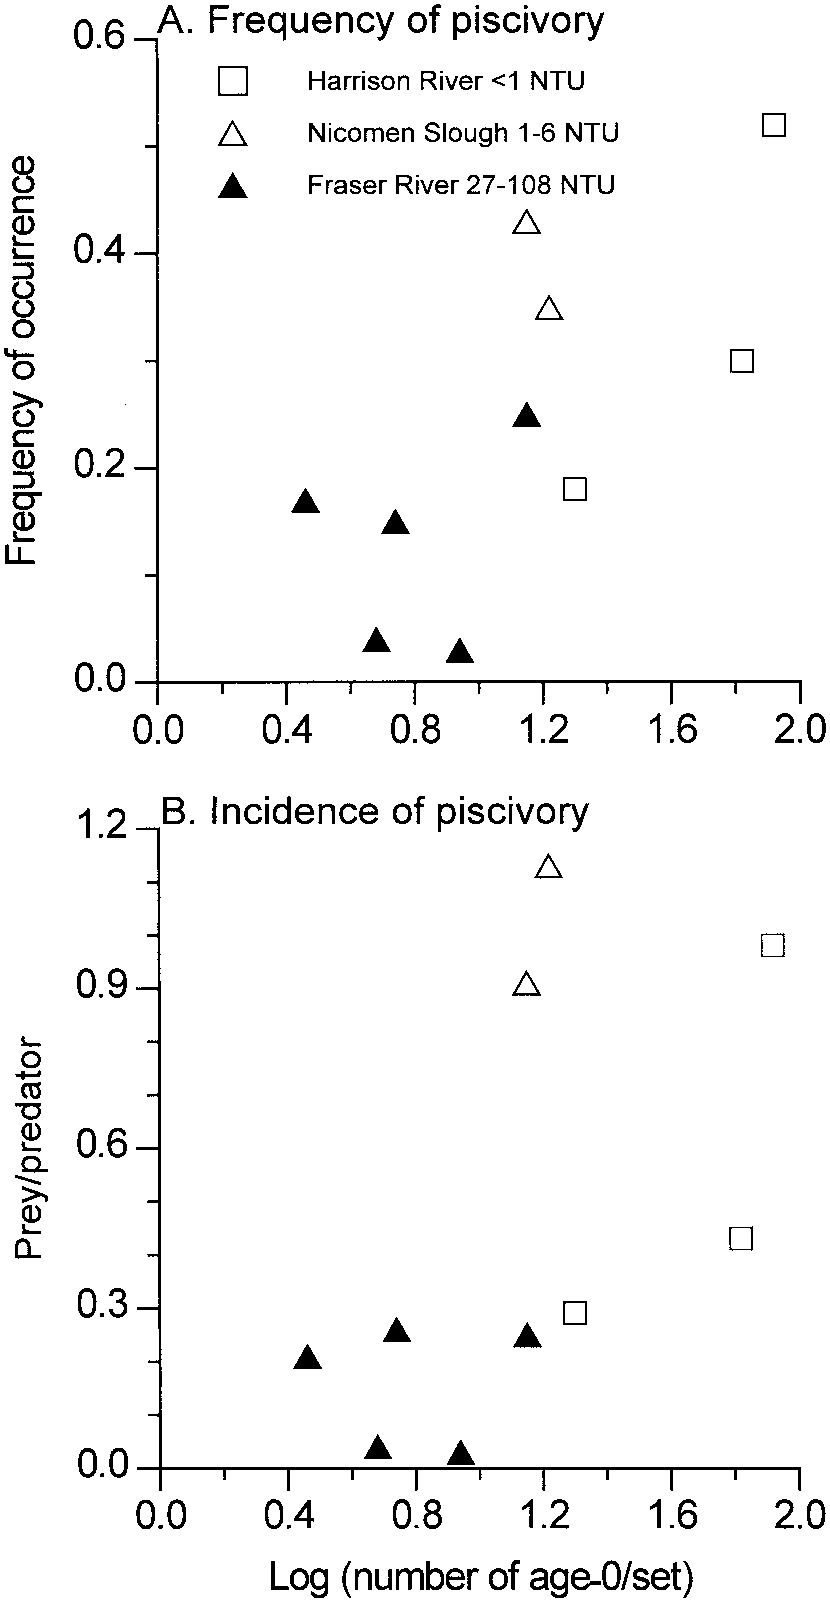 A. Frequency of piscivory
0.6
Harrison River <1 NTU
Nicomen Slough 1-6 NTU
Fraser River 27-108 NTU
0.4
0.2
0.0
Frequency of occurrence
0.0 0.4 0.8 1.2 1.6 2.0
B. Incidence of piscivory
1.2
0.9
0.6
0.3
0.0
Prey/predator
0.0 0.4 0.8 1.2 1.6 2.0
Log (number of age-0/set)